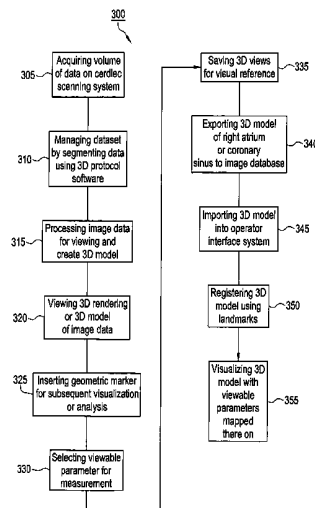 300
Acquiring volume
of data on cardiec
scanning system
305
Managing dataset
by segmenting data
using 3D protocol
software
310
Processing image data
for viewing and
create 3D model
315
Viewing 3D rendering
or 3D model
of image data
320
Inserting geometric marker
for subsequent visualization
or analysis
325
Selecting viewable
parameter for
measurement
330
Saving 3D views
for visual reference
335
Exporting 3D model
of right atrium
or coronary
sinus to image database
340
Importing 3D model
into operator
interface system
345
Registering 3D
model using
landmarks
350
Visualizing 3D
model with
viewable
parameters
mapped
there on
355